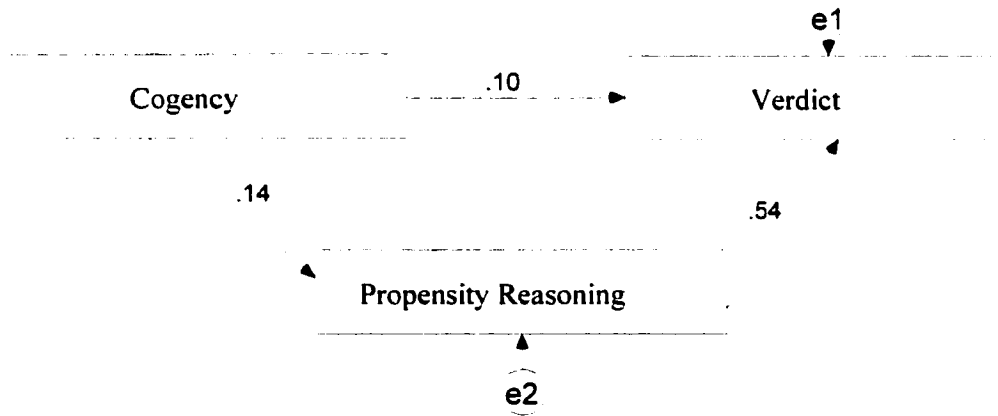 e1
Cogency
.10
Verdict
.14
.54
Propensity Reasoning
e2